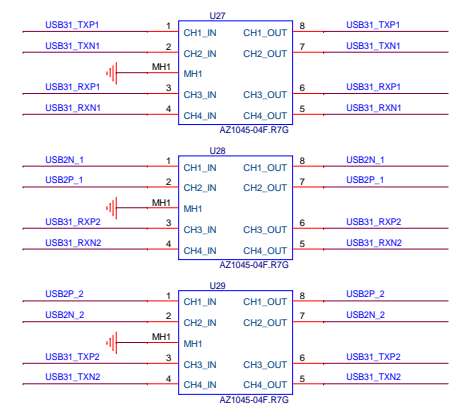 U27
USB31_TXP1 1 CH1_IN CH1_OUT 8 USB31_TXP1
USB31_TXN1 2 CH2_IN CH2_OUT 7 USB31_TXN1
MH1 MH1
USB31_RXP1 3 CH3_IN CH3_OUT 6 USB31_RXP1
USB31_RXN1 4 CH4_IN CH4_OUT 5 USB31_RXN1
AZ1045-04F.R7G
U28
USB2N_1 1 CH1_IN CH1_OUT 8 USB2N_1
USB2P_1 2 CH2_IN CH2_OUT 7 USB2P_1
MH1 MH1
USB31_RXP2 3 CH3_IN CH3_OUT 6 USB31_RXP2
USB31_RXN2 4 CH4_IN CH4_OUT 5 USB31_RXN2
AZ1045-04F.R7G
U29
USB2P_2 1 CH1_IN CH1_OUT 8 USB2P_2
USB2N_2 2 CH2_IN CH2_OUT 7 USB2N_2
MH1 MH1
USB31_TXP2 3 CH3_IN CH3_OUT 6 USB31_TXP2
USB31_TXN2 4 CH4_IN CH4_OUT 5 USB31_TXN2
AZ1045-04F.R7G